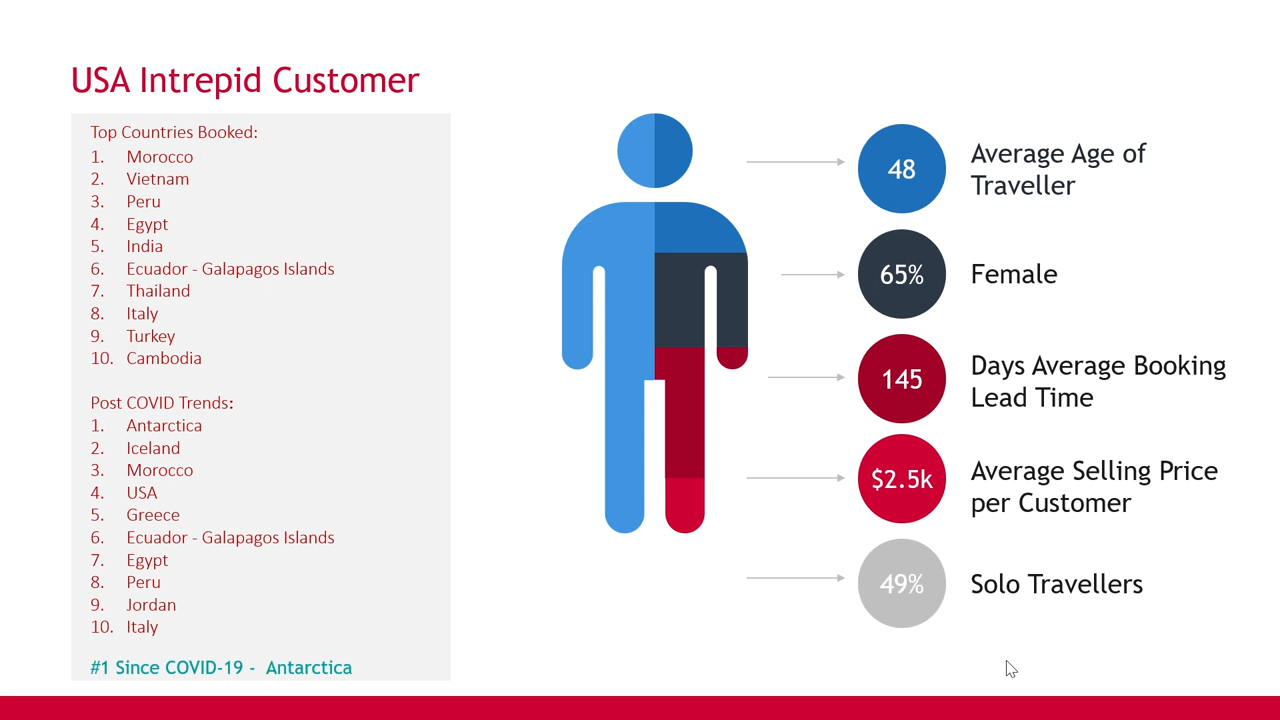 USA Intrepid Customer
Top Countries Booked:
1. Morocco
2. Vietnam
3. Peru
4. Egypt
5. India
6. Ecuador - Galapagos Islands
7. Thailand
8. Italy
9. Turkey
10. Cambodia
Post COVID Trends:
1. Antarctica
2. Iceland
3. Morocco
4. USA
5. Greece
6. Ecuador - Galapagos Islands
7. Egypt
8. Peru
9. Jordan
10. Italy
#1 Since COVID-19 - Antarctica
48
Average Age of
Traveller
65%
Female
145
Days Average Booking
Lead Time
$2.5k
Average Selling Price
per Customer
49%
Solo Travellers